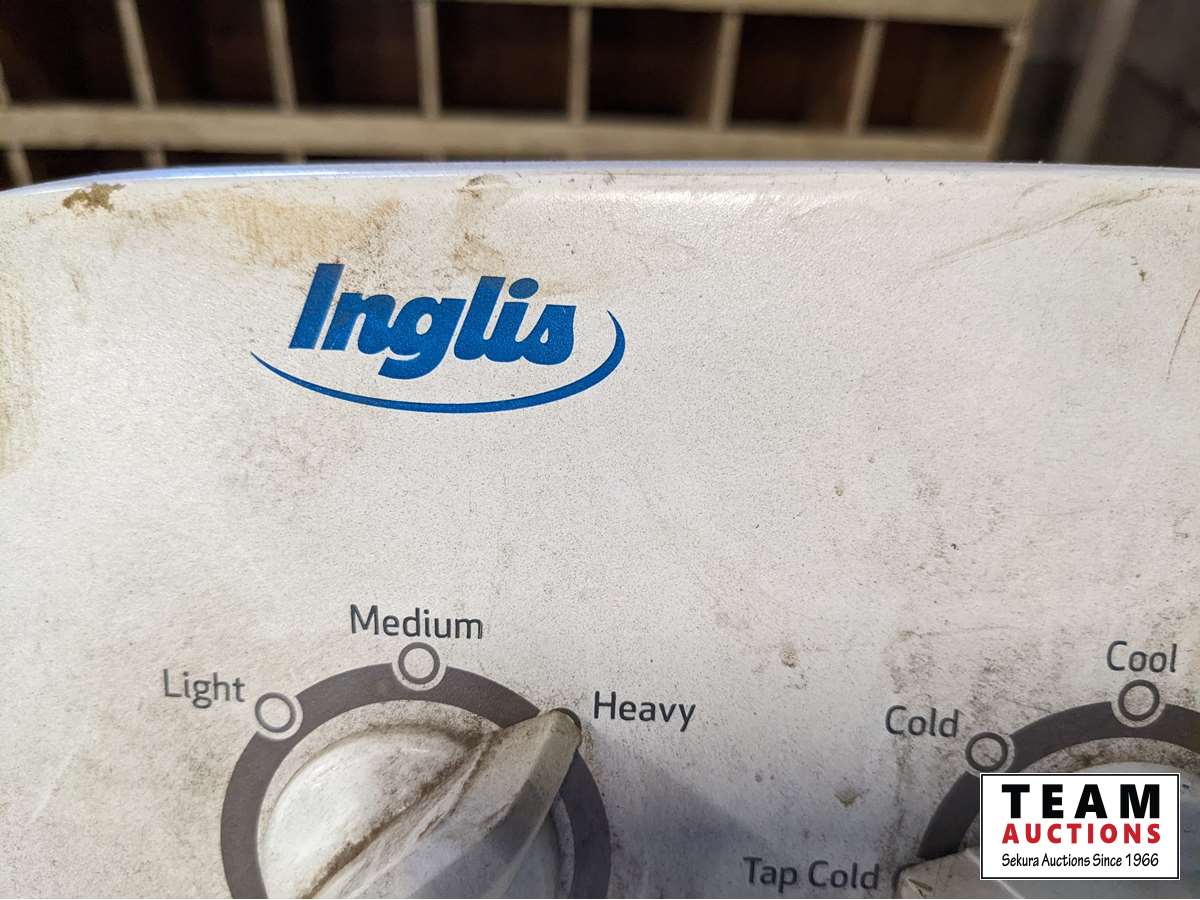 Inglis
Medium
Light
Heavy
Cool
Cold
Tap Cold
TEAM
AUCTIONS
Sekura Auctions Since 1966